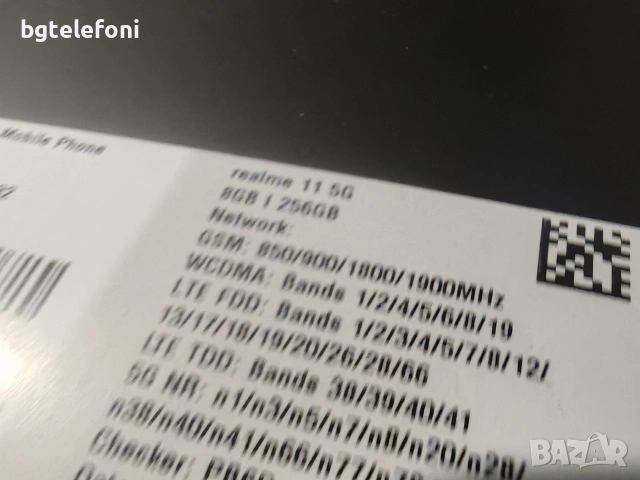 bgtelefoni
Mobile Phone
realme 11 5G
8GB | 256GB
Network:
GSM: 850/900/1800/1900MHz
WCDMA: Bands 1/2/4/5/6/8/19
LTE FDD: Bands 1/2/3/4/5/7/8/12/
13/17/18/19/20/26/28/66
LTE TDD: Bands 38/39/40/41
5G NR: n1/n3/n5/n7/n8/n20/n28/
n38/n40/n41/n66/n77/n78
Checker:
BAZAR